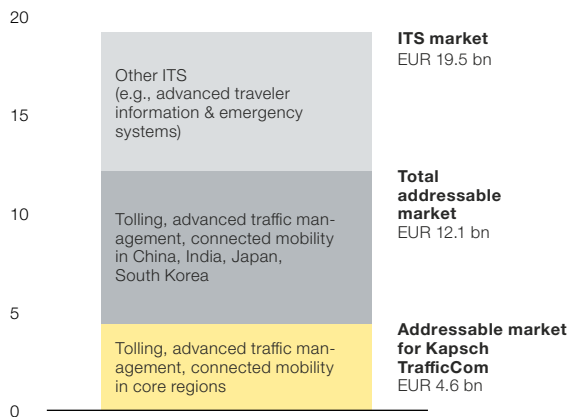 20
ITS market
EUR 19.5 bn
Other ITS
(e.g., advanced traveler
information & emergency
systems)
15
Total
addressable
market
EUR 12.1 bn
10
Tolling, advanced traffic man-
agement, connected mobility
in China, India, Japan,
South Korea
5
Addressable market
for Kapsch
TrafficCom
EUR 4.6 bn
Tolling, advanced traffic man-
agement, connected mobility
in core regions
0